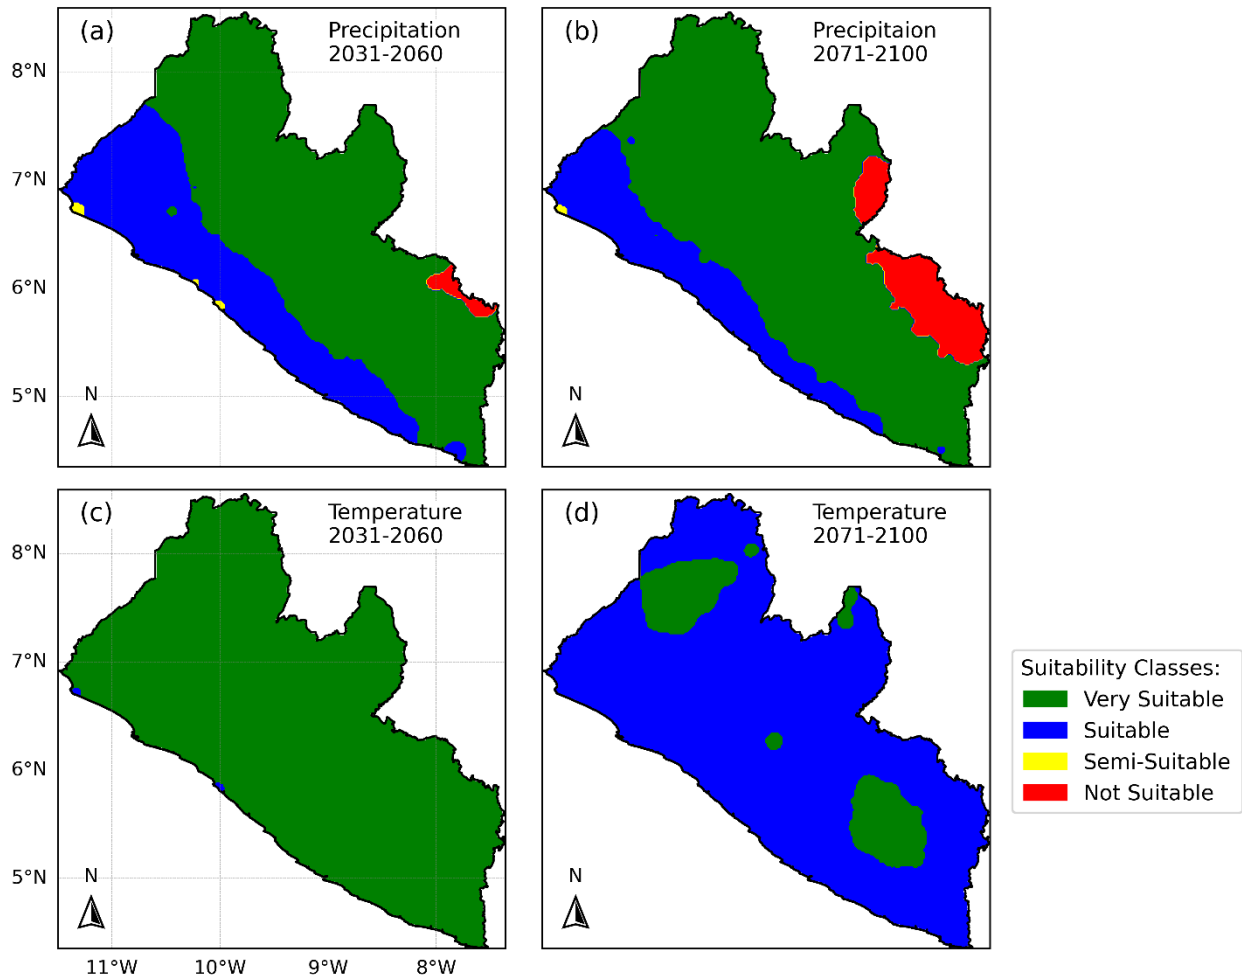 (a)
Precipitation
2031-2060
(b)
Precipitaion
2071-2100
8°N
7°N
6°N
5°N
N
N
(c)
Temperature
2031-2060
(d)
Temperature
2071-2100
8°N
7°N
6°N
5°N
N
N
11°W
10°W
9°W
8°W
Suitability Classes:
Very Suitable
Suitable
Semi-Suitable
Not Suitable